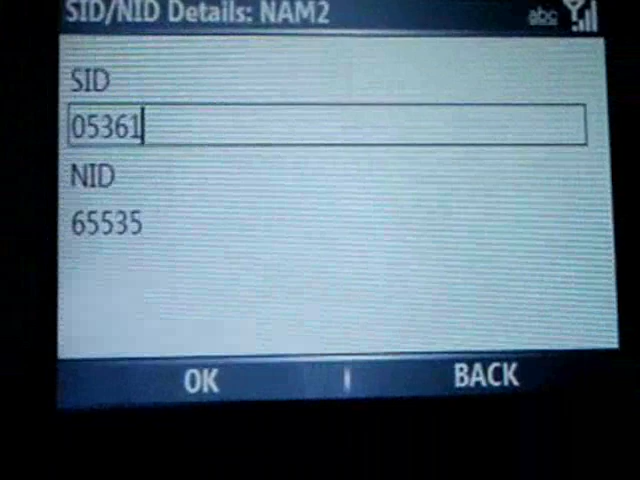 SID/NID Details: NAM2
abc
SID
05361
NID
65535
OK
BACK